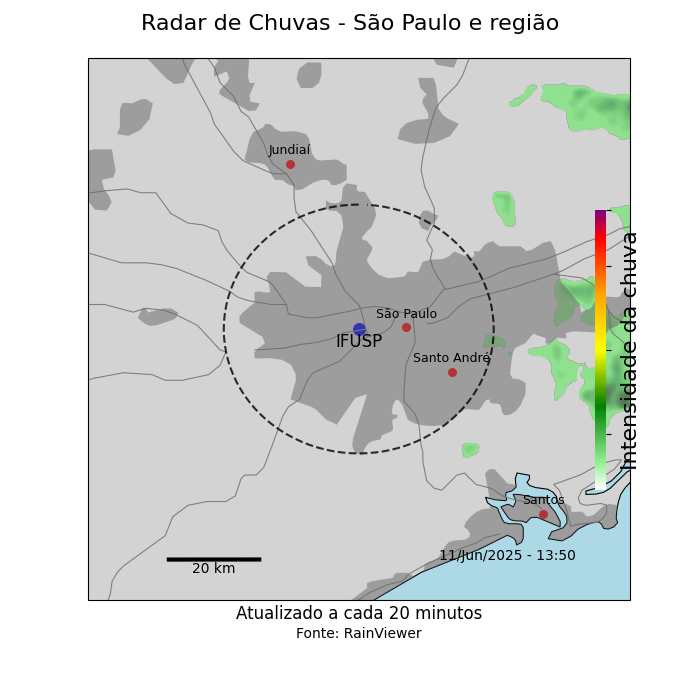 Radar de Chuvas - São Paulo e região
Jundiaí
São Paulo
IFUSP
Santo André
Intensidade da chuva
Santos
11/Jun/2025 - 13:50
20 km
Atualizado a cada 20 minutos
Fonte: RainViewer